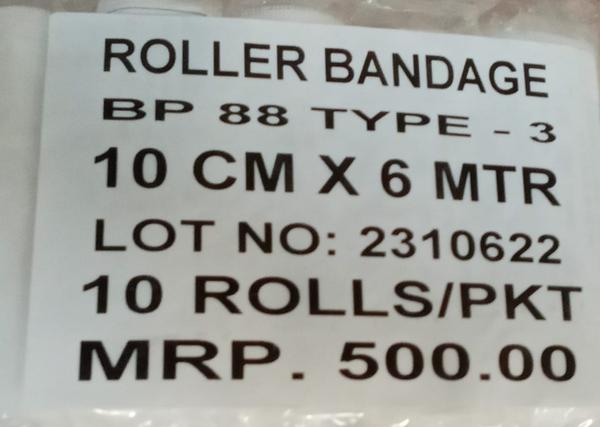 ROLLER BANDAGE
BP 88 TYPE - 3
10 CM X 6 MTR
LOT NO: 2310622
10 ROLLS/PKT
MRP. 500.00